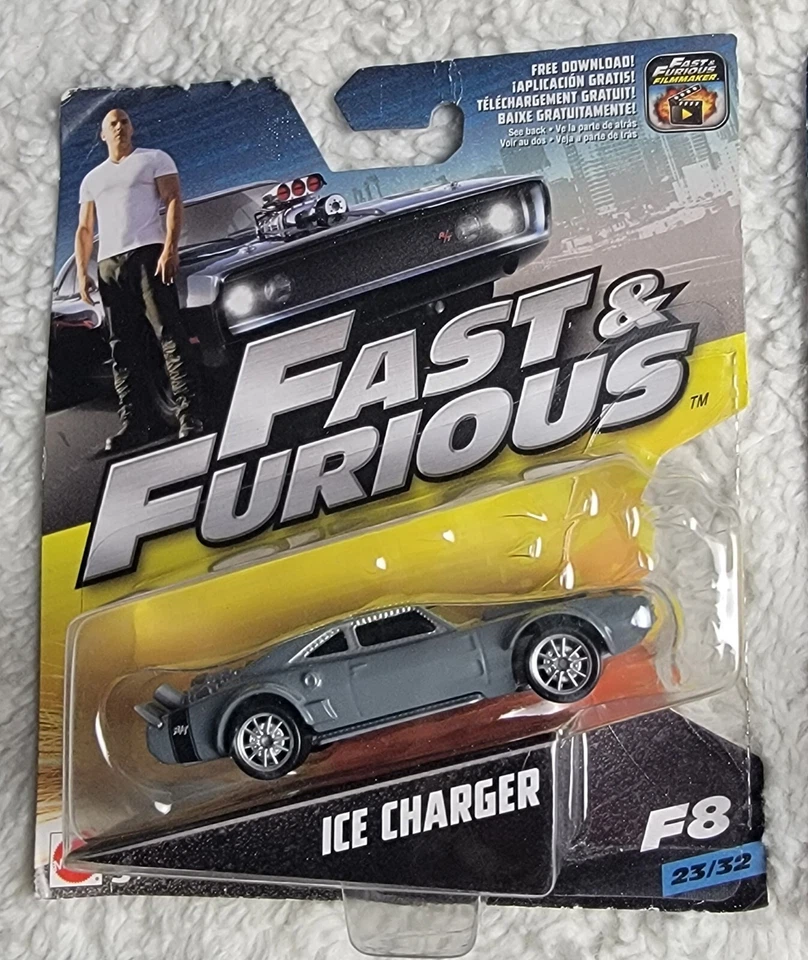 FREE DOWNLOAD!
¡APLICACIÓN GRATIS!
TÉLÉCHARGEMENT GRATUIT!
BAIXE GRATUITAMENTE!
See back • Ve la parte de atrás
Voir au dos • Veja a parte de trás
FAST &
FURIOUS
FILMMAKER
R/T
FAST &
FURIOUS
TM
R/T
ICE CHARGER
F8
23/32